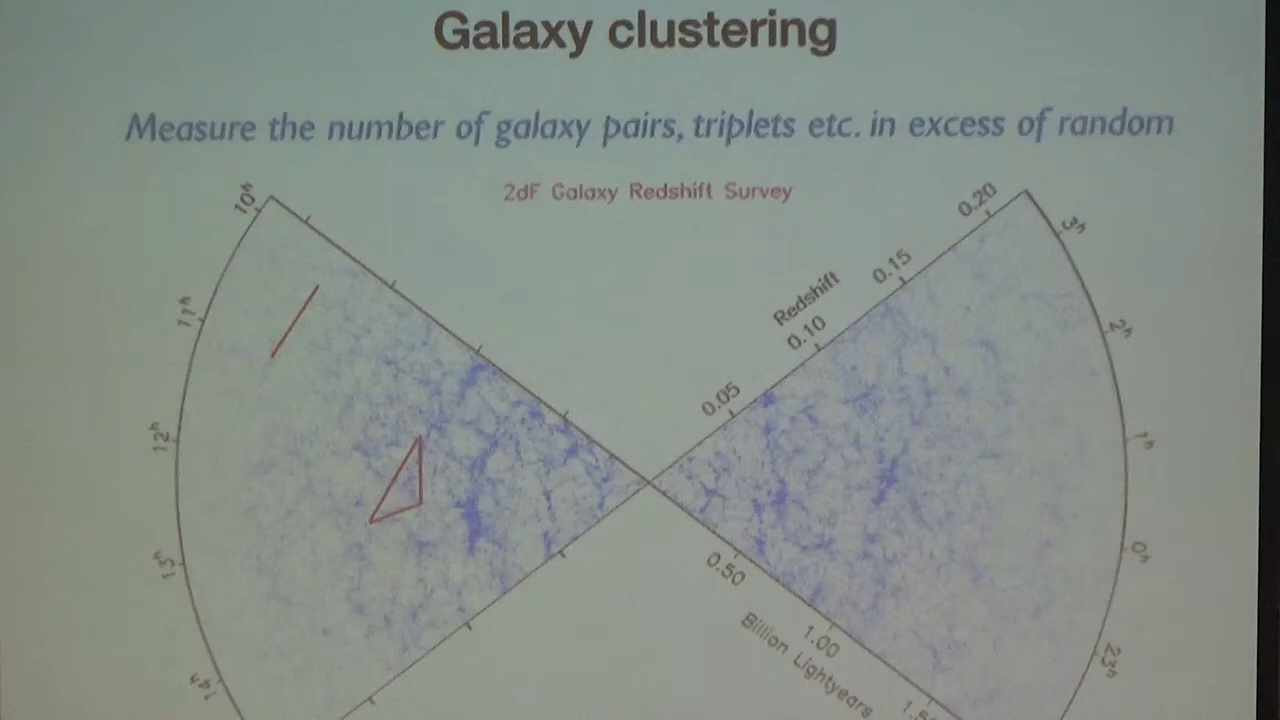 Galaxy clustering
Measure the number of galaxy pairs, triplets etc. in excess of random
2dF Galaxy Redshift Survey
10h
11h
12h
13h
14h
Redshift
0.05
0.10
0.15
0.20
3h
2h
1h
0h
23h
0.50
1.00
Billion Lightyears